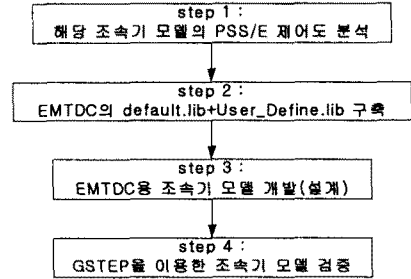 step 1 :
해당 조속기 모델의 PSS/E 제어도 분석
step 2 :
EMTDC의 default.lib+User_Define.lib 구축
step 3 :
EMTDC용 조속기 모델 개발(설계)
step 4 :
GSTEP을 이용한 조속기 모델 검증